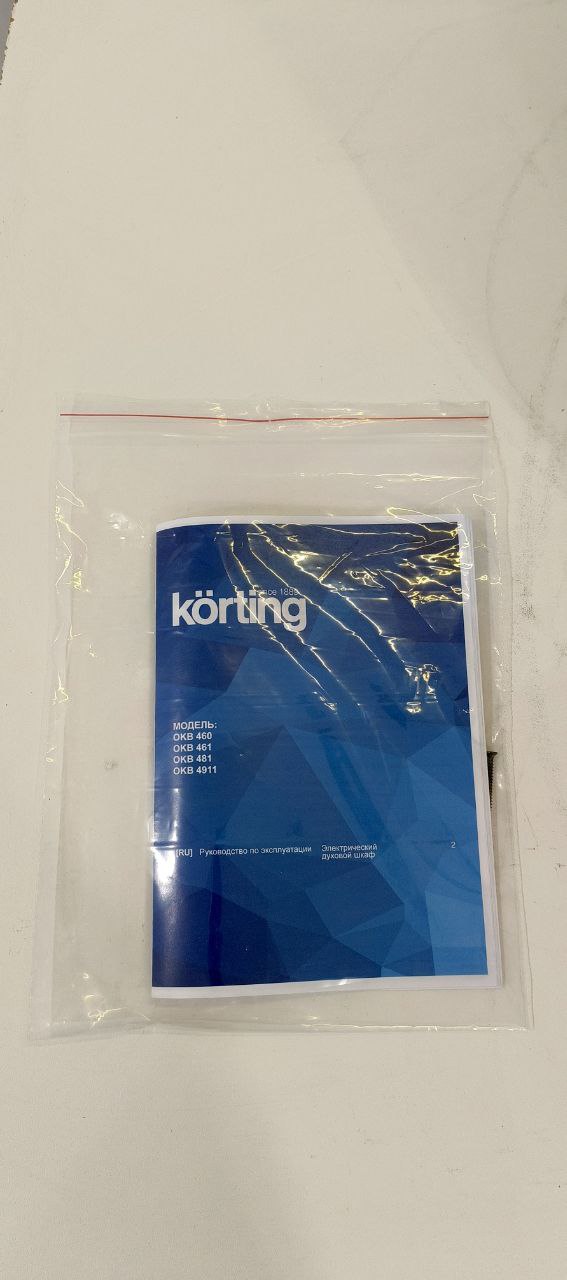 since 1889
körting
МОДЕЛЬ:
OKB 460
OKB 461
OKB 481
OKB 4911
[RU] Руководство по эксплуатации Электрический 2
духовой шкаф